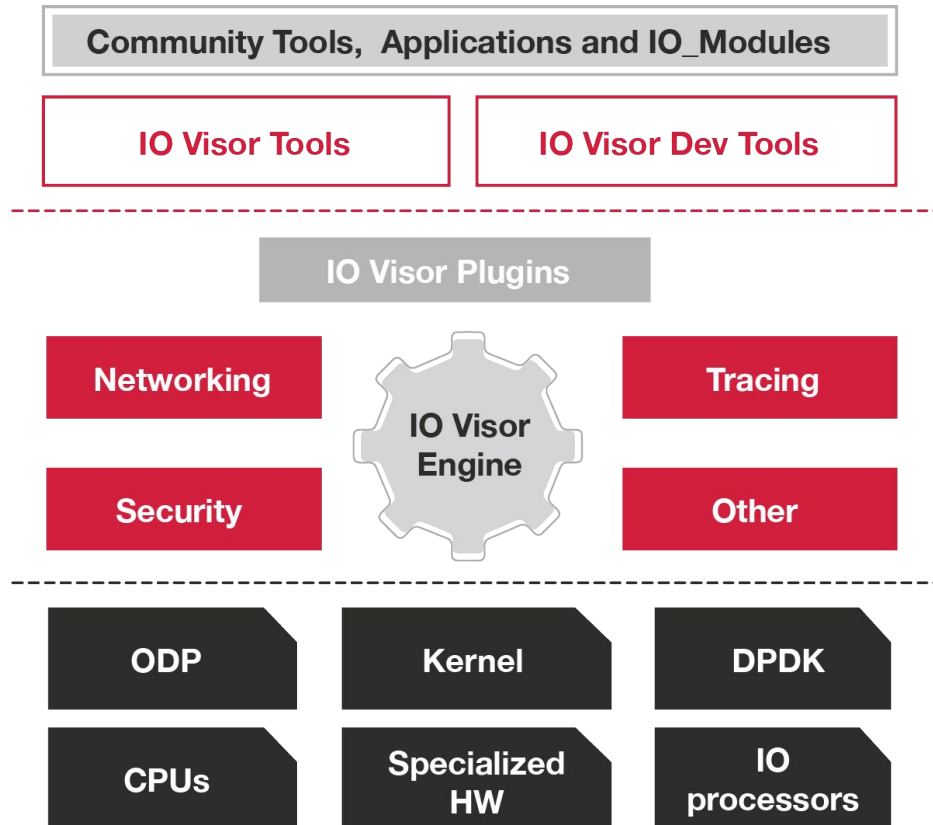 Community Tools, Applications and IO_Modules
IO Visor Tools
IO Visor Dev Tools
IO Visor Plugins
Networking
Tracing
IO Visor
Engine
Security
Other
ODP
Kernel
DPDK
CPUs
Specialized
HW
IO
processors